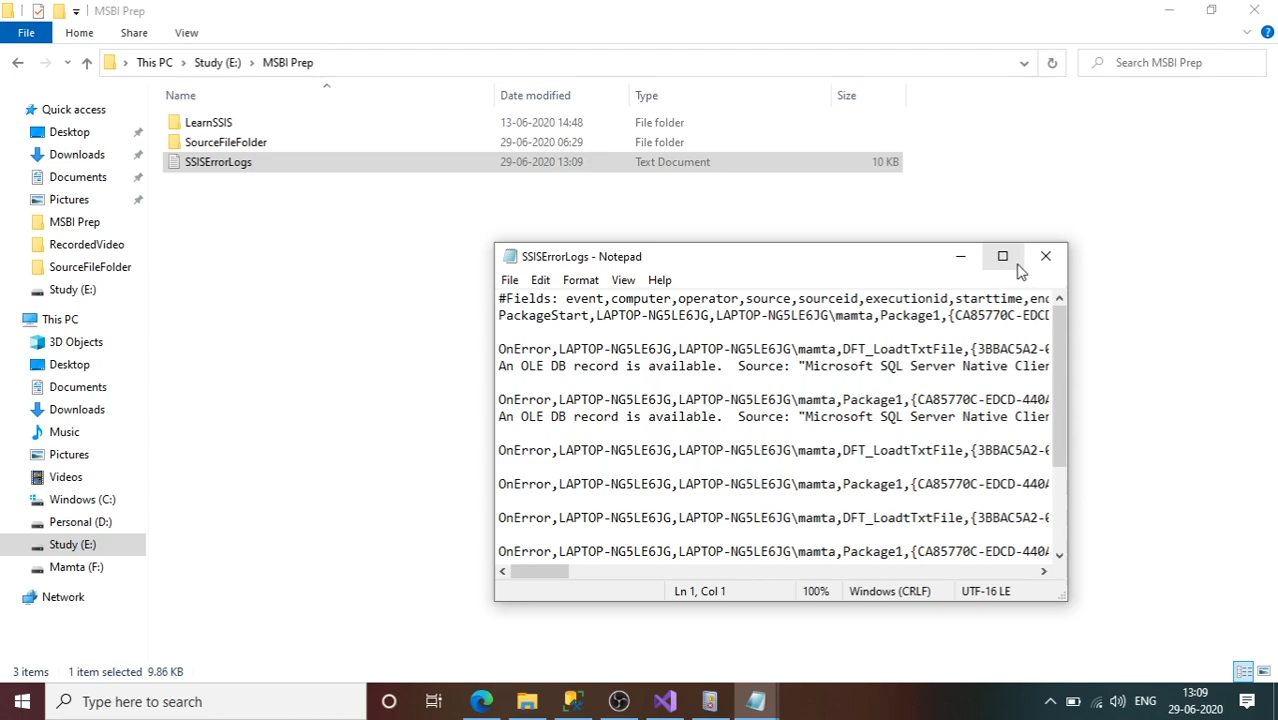 MSBI Prep
File Home Share View
This PC Study (E:) MSBI Prep
Search MSBI Prep
Name Date modified Type Size
LearnSSIS 13-06-2020 14:48 File folder
SourceFileFolder 29-06-2020 06:29 File folder
SSISErrorLogs 29-06-2020 13:09 Text Document 10 KB
Quick access
Desktop
Downloads
Documents
Pictures
MSBI Prep
RecordedVideo
SourceFileFolder
Study (E:)
This PC
3D Objects
Desktop
Documents
Downloads
Music
Pictures
Videos
Windows (C:)
Personal (D:)
Study (E:)
Mamta (F:)
Network
SSISErrorLogs - Notepad
File Edit Format View Help
#Fields: event,computer,operator,source,sourceid,executionid,starttime,end
PackageStart,LAPTOP-NG5LE6JG,LAPTOP-NG5LE6JG\mamta,Package1,{CA85770C-EDCD
OnError,LAPTOP-NG5LE6JG,LAPTOP-NG5LE6JG\mamta,DFT_LoadtTxtFile,{3BBAC5A2-6
An OLE DB record is available.  Source: "Microsoft SQL Server Native Clien
OnError,LAPTOP-NG5LE6JG,LAPTOP-NG5LE6JG\mamta,Package1,{CA85770C-EDCD-440A
An OLE DB record is available.  Source: "Microsoft SQL Server Native Clien
OnError,LAPTOP-NG5LE6JG,LAPTOP-NG5LE6JG\mamta,DFT_LoadtTxtFile,{3BBAC5A2-6
OnError,LAPTOP-NG5LE6JG,LAPTOP-NG5LE6JG\mamta,Package1,{CA85770C-EDCD-440A
OnError,LAPTOP-NG5LE6JG,LAPTOP-NG5LE6JG\mamta,DFT_LoadtTxtFile,{3BBAC5A2-6
OnError,LAPTOP-NG5LE6JG,LAPTOP-NG5LE6JG\mamta,Package1,{CA85770C-EDCD-440A
Ln 1, Col 1 100% Windows (CRLF) UTF-16 LE
3 items 1 item selected 9.86 KB
Type here to search
ENG
13:09
29-06-2020